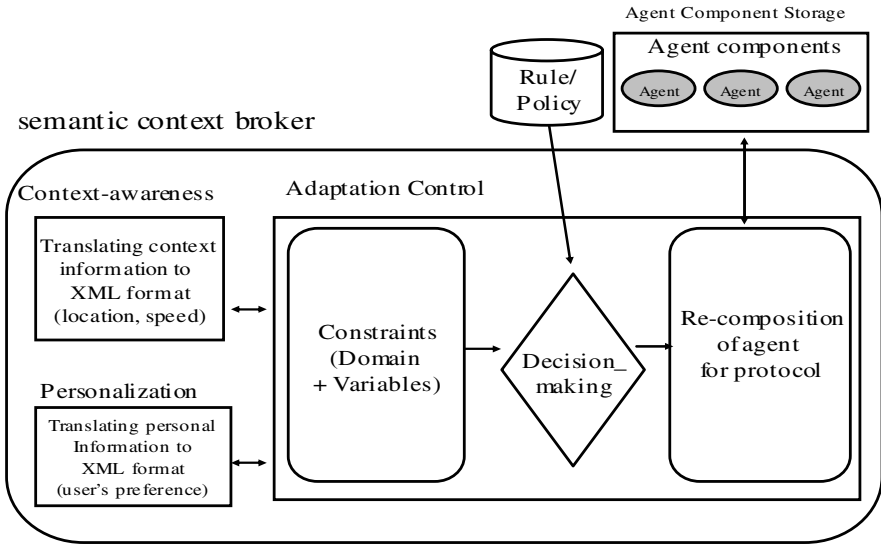 Agent Component Storage
Agent components
Agent
Agent
Agent
Rule/
Policy
semantic context broker
Context-awareness
Translating context
information to
XML format
(location, speed)
Personalization
Translating personal
Information to
XML format
(user's preference)
Adaptation Control
Constraints
(Domain
+ Variables)
Decision_
making
Re-composition
of agent
for protocol